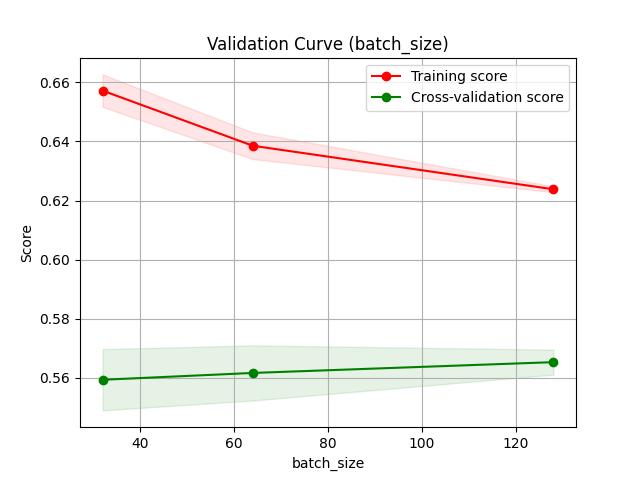 Validation Curve (batch_size)
Training score
Cross-validation score
0.66
0.64
0.62
0.60
0.58
0.56
Score
40
60
80
100
120
batch_size